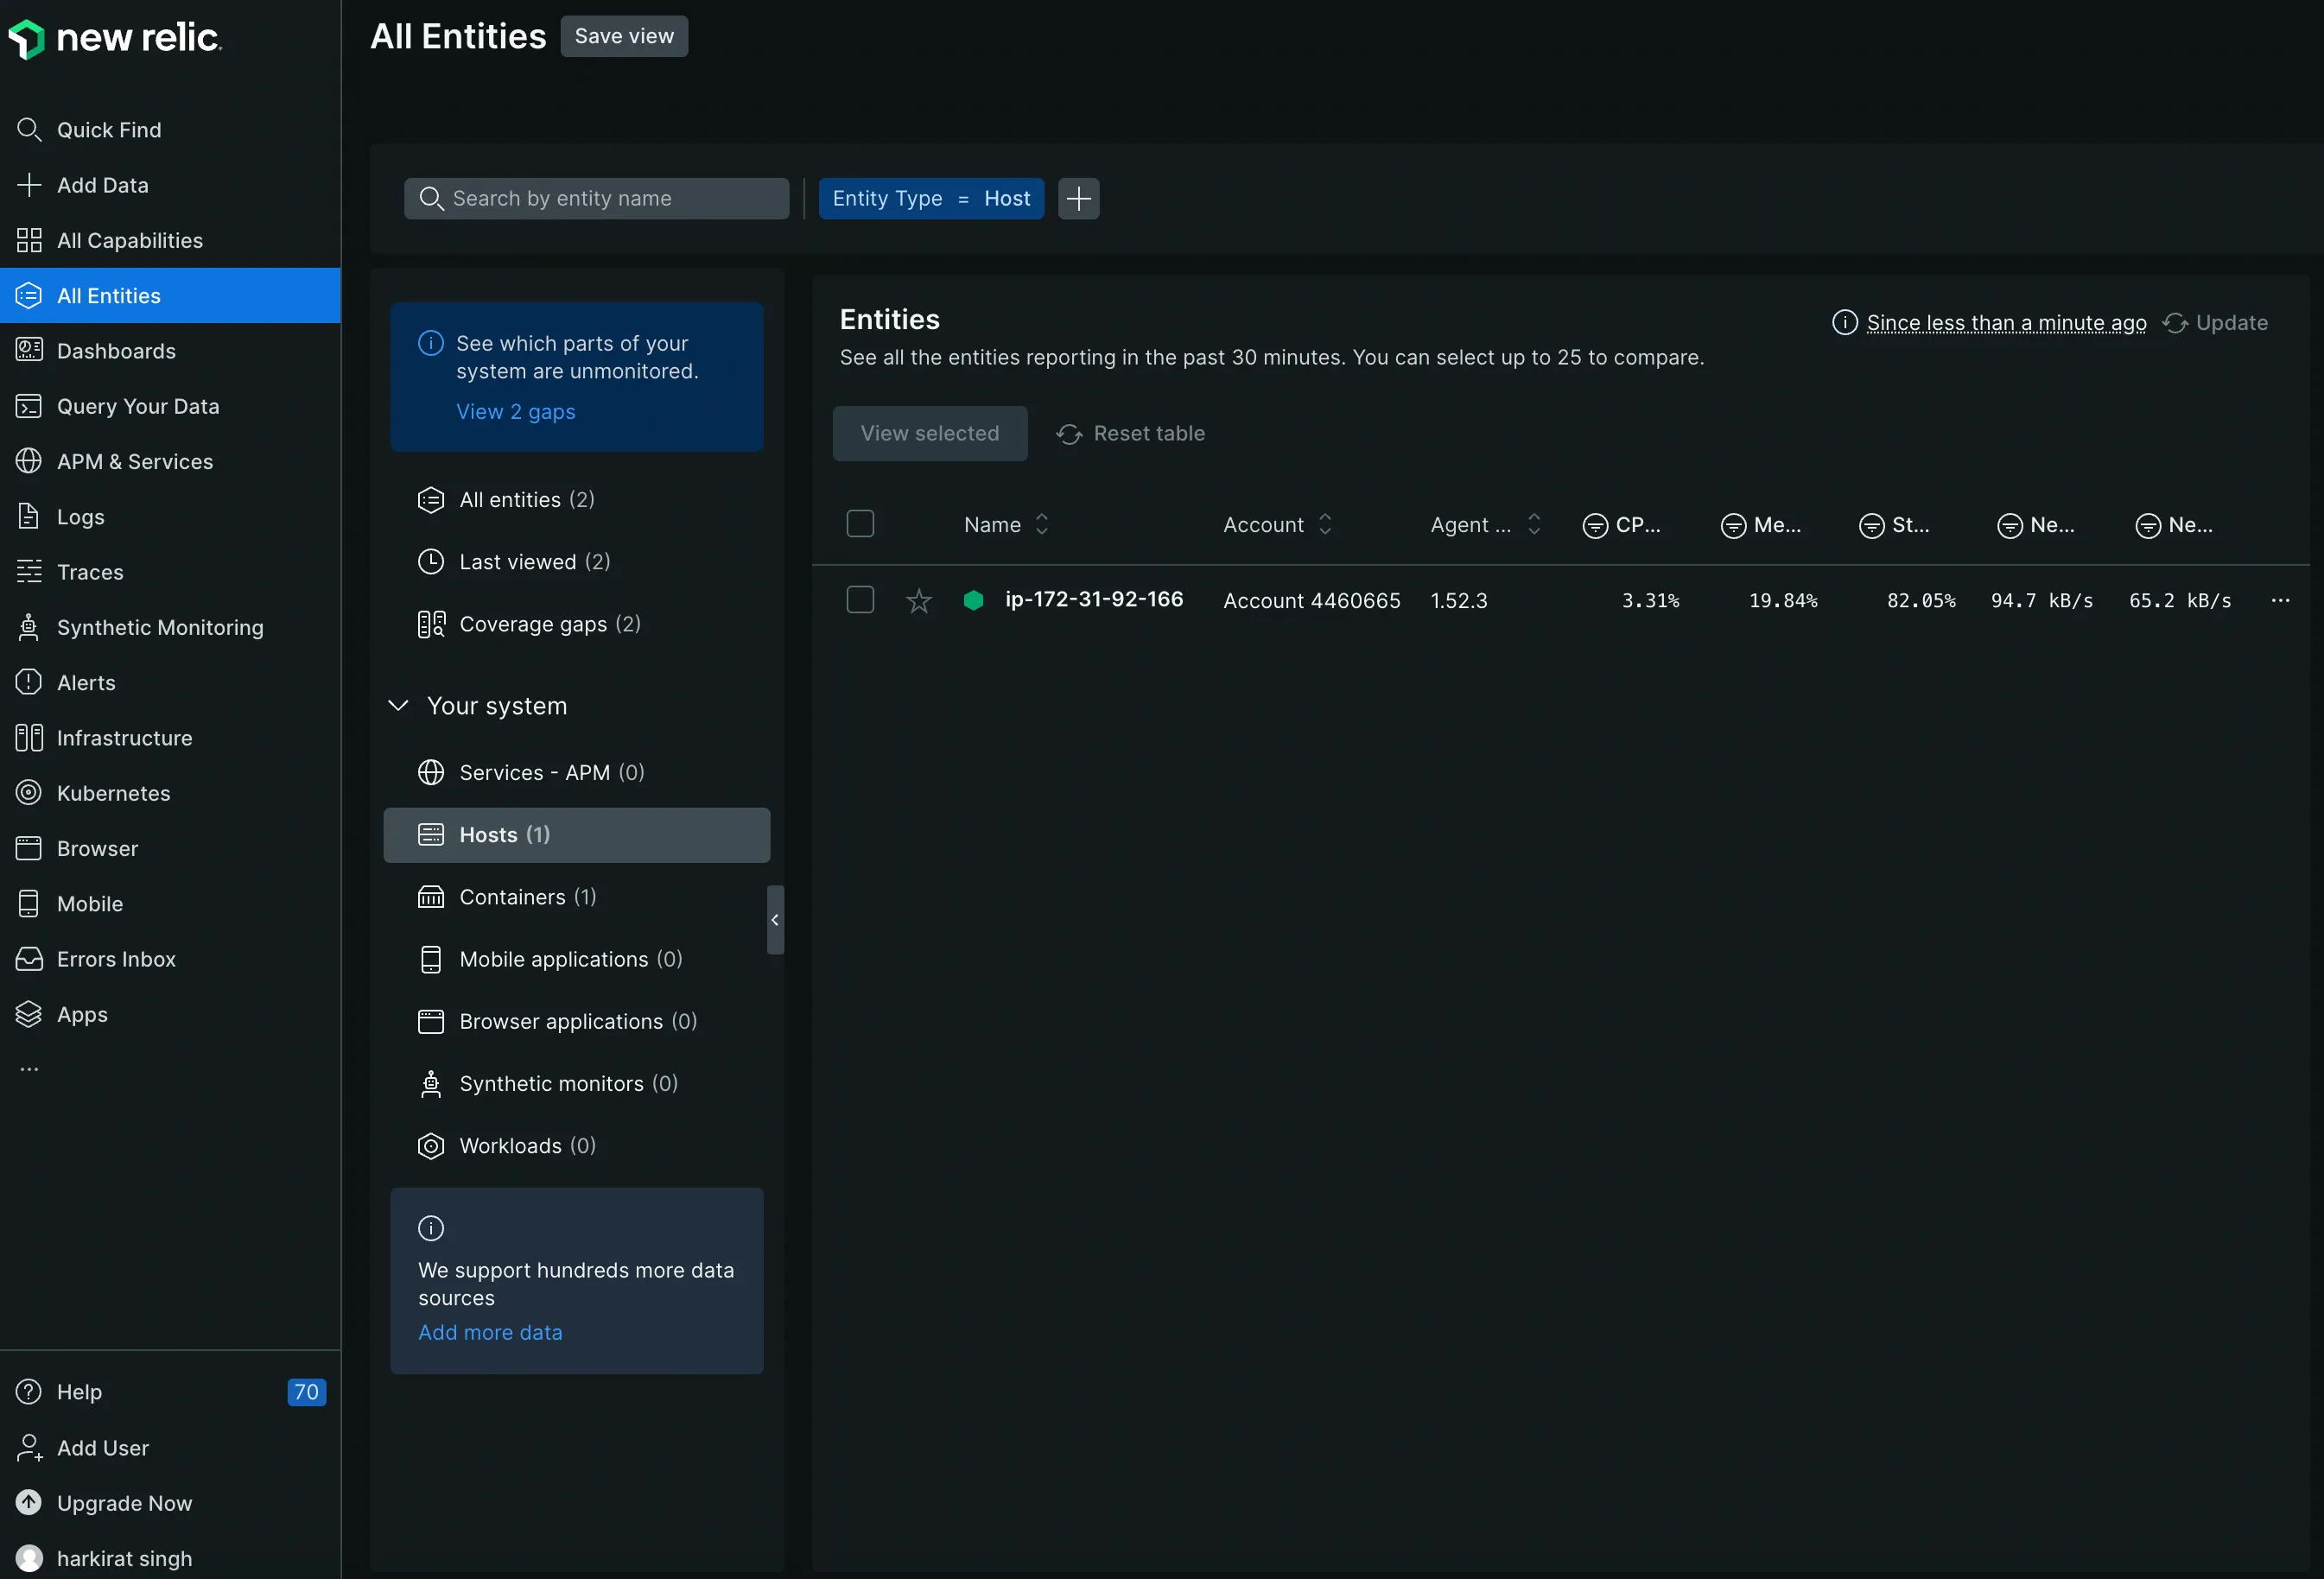 new relic.
Quick Find
Add Data
All Capabilities
All Entities
Dashboards
Query Your Data
APM & Services
Logs
Traces
Synthetic Monitoring
Alerts
Infrastructure
Kubernetes
Browser
Mobile
Errors Inbox
Apps
...
Help 70
Add User
Upgrade Now
harkirat singh
All Entities Save view
Search by entity name Entity Type = Host
See which parts of your
system are unmonitored.
View 2 gaps
All entities (2)
Last viewed (2)
Coverage gaps (2)
Your system
Services - APM (0)
Hosts (1)
Containers (1)
Mobile applications (0)
Browser applications (0)
Synthetic monitors (0)
Workloads (0)
We support hundreds more data
sources
Add more data
Entities
Since less than a minute ago Update
See all the entities reporting in the past 30 minutes. You can select up to 25 to compare.
View selected Reset table
Name Account Agent ... CP... Me... St... Ne... Ne...
ip-172-31-92-166 Account 4460665 1.52.3 3.31% 19.84% 82.05% 94.7 kB/s 65.2 kB/s ...